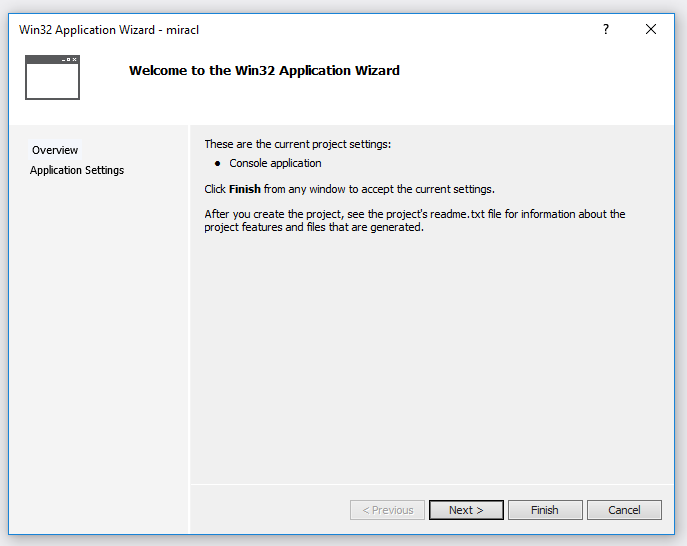 Win32 Application Wizard - miracl
?
Welcome to the Win32 Application Wizard
Overview
Application Settings
These are the current project settings:
● Console application
Click Finish from any window to accept the current settings.
After you create the project, see the project's readme.txt file for information about the
project features and files that are generated.
< Previous
Next >
Finish
Cancel